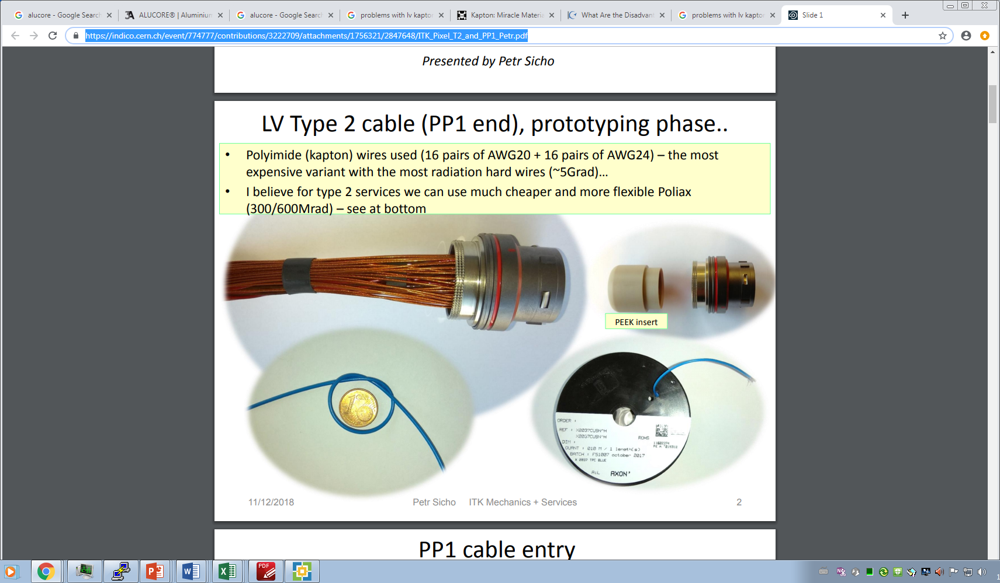 alucore - Google Search
ALUCORE® | Aluminium
alucore - Google Search
problems with lv kapton
Kapton: Miracle Materia
What Are the Disadvant
problems with lv kapton
Slide 1
https://indico.cern.ch/event/774777/contributions/3222709/attachments/1756321/2847648/ITK_Pixel_T2_and_PP1_Petr.pdf
Presented by Petr Sicho
LV Type 2 cable (PP1 end), prototyping phase..
• Polyimide (kapton) wires used (16 pairs of AWG20 + 16 pairs of AWG24) – the most
expensive variant with the most radiation hard wires (~5Grad)...
• I believe for type 2 services we can use much cheaper and more flexible Poliax
(300/600Mrad) – see at bottom
PEEK insert
ORDER :
REF : X2037CUSN^H
X2037CUSN^H
ROHS
DIM :
QUANT : 010 M / 1 length(s)
BATCH : FS1007 october 2017
X 2037 TPC BLUE
AXON'
11/12/2018
Petr Sicho ITK Mechanics + Services
2
PP1 cable entry
PDF